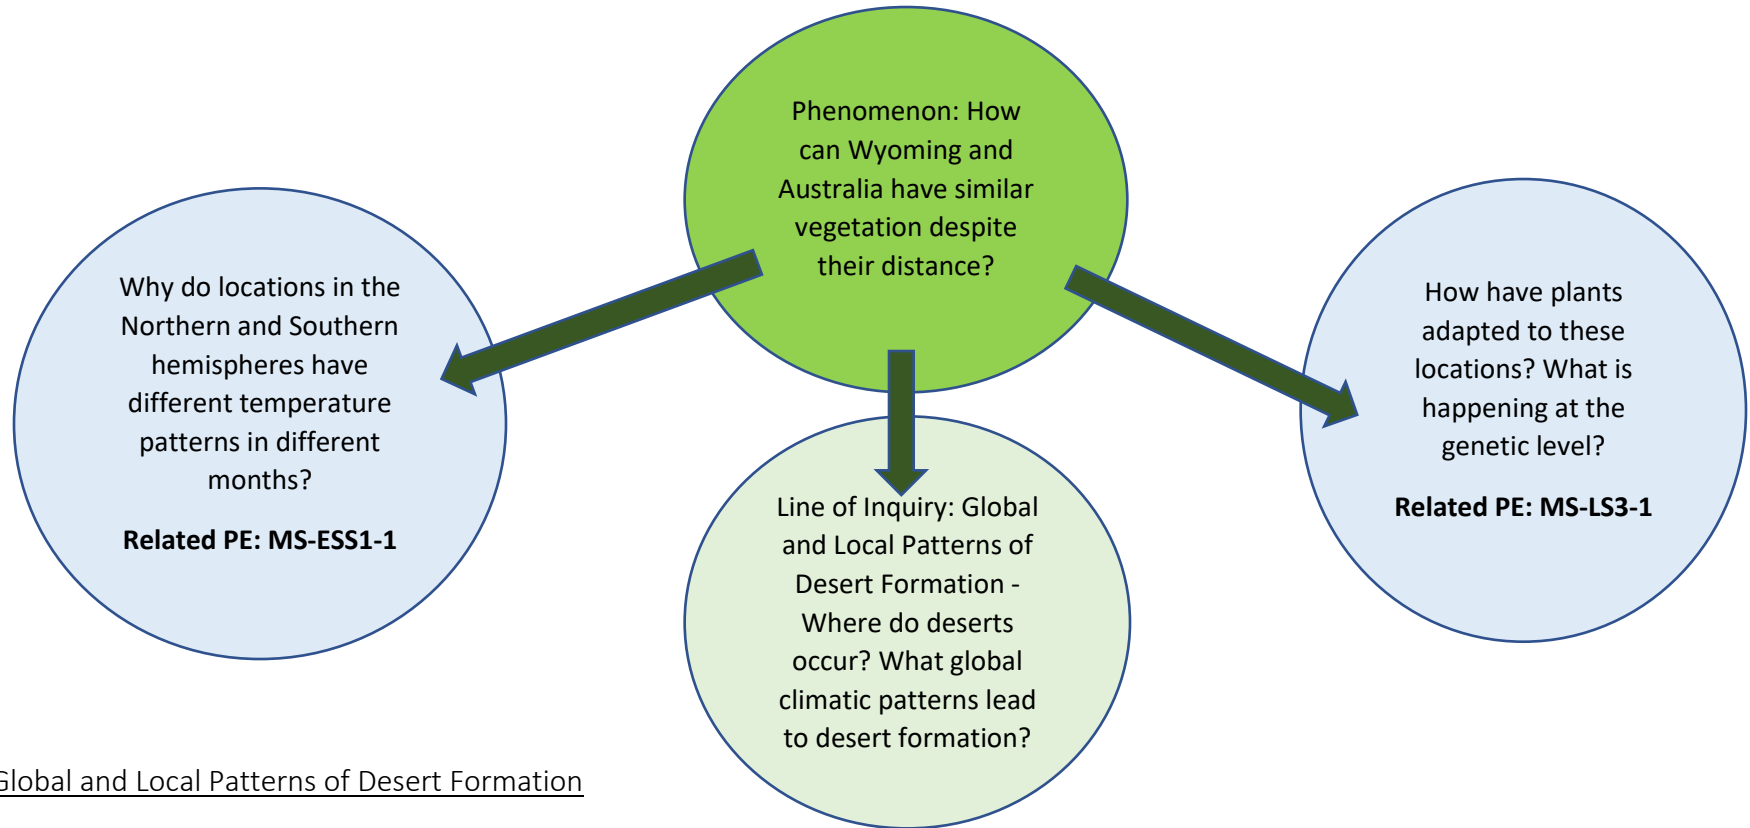 Phenomenon: How
can Wyoming and
Australia have similar
vegetation despite
their distance?
Why do locations in the
Northern and Southern
hemispheres have
different temperature
patterns in different
months?
Related PE: MS-ESS1-1
How have plants
adapted to these
locations? What is
happening at the
genetic level?
Related PE: MS-LS3-1
Line of Inquiry: Global
and Local Patterns of
Desert Formation -
Where do deserts
occur? What global
climatic patterns lead
to desert formation?
Global and Local Patterns of Desert Formation